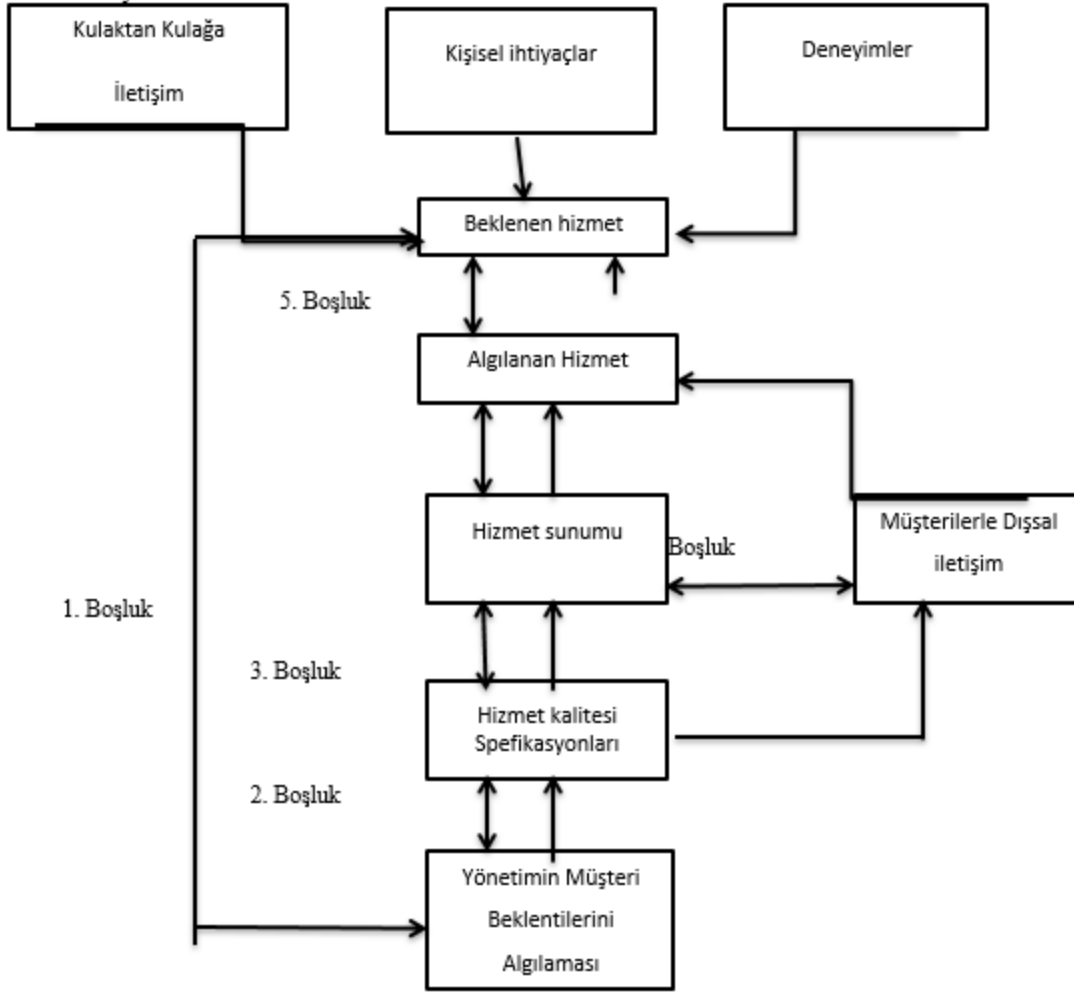 Kulaktan Kulağa
İletişim
Kişisel ihtiyaçlar
Deneyimler
Beklenen hizmet
5. Boşluk
Algılanan Hizmet
Hizmet sunumu
Boşluk
Müşterilerle Dışsal
iletişim
1. Boşluk
3. Boşluk
Hizmet kalitesi
Spefikasyonları
2. Boşluk
Yönetimin Müşteri
Beklentilerini
Algılaması